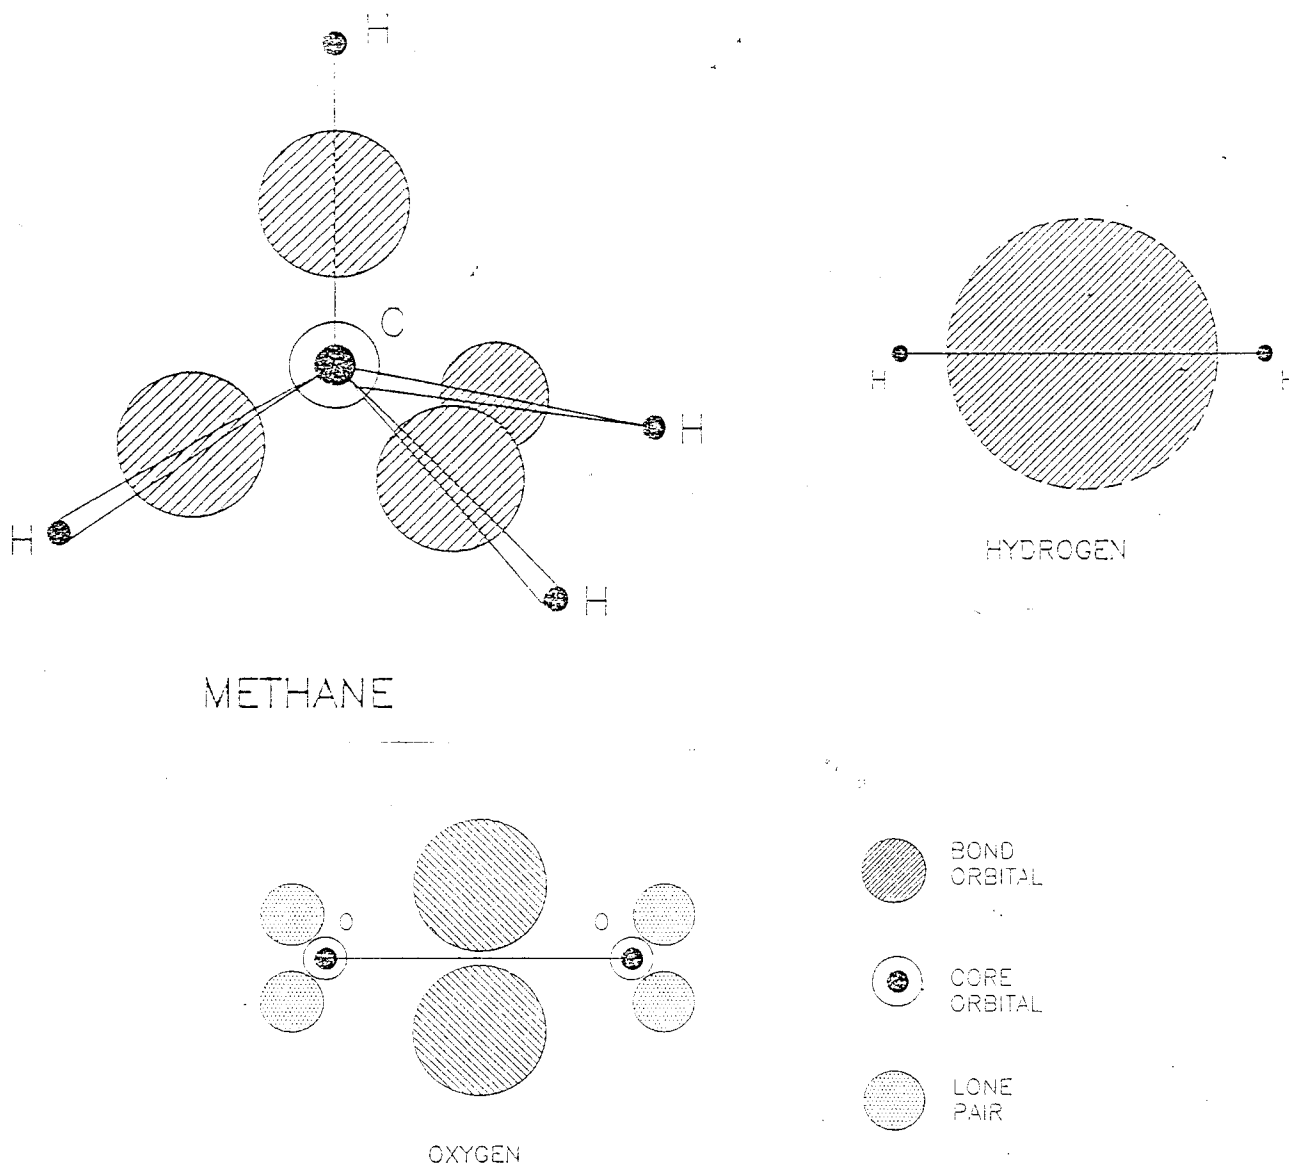 H
C
H
H
H
METHANE
H
H
HYDROGEN
O
O
OXYGEN
BOND
ORBITAL
CORE
ORBITAL
LONE
PAIR